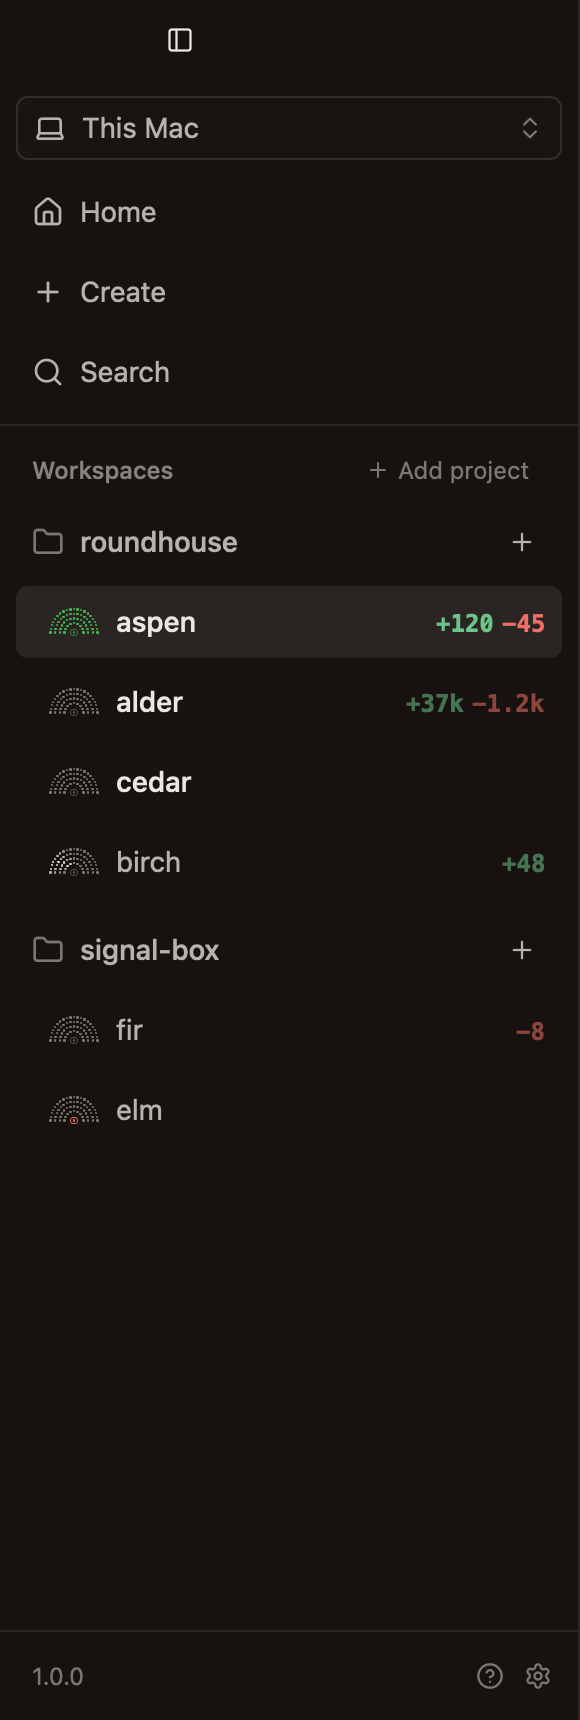 This Mac
Home
Create
Search
Workspaces + Add project
roundhouse +
aspen +120 −45
alder +37k −1.2k
cedar
birch +48
signal-box +
fir −8
elm
1.0.0